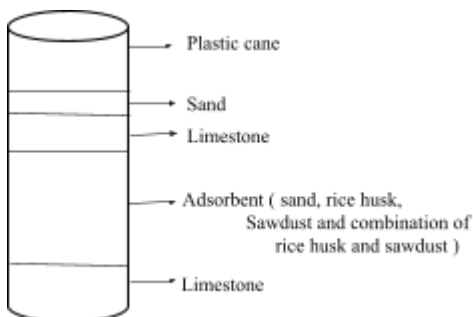 Plastic cane
Sand
Limestone
Adsorbent ( sand, rice husk,
Sawdust and combination of
rice husk and sawdust )
Limestone